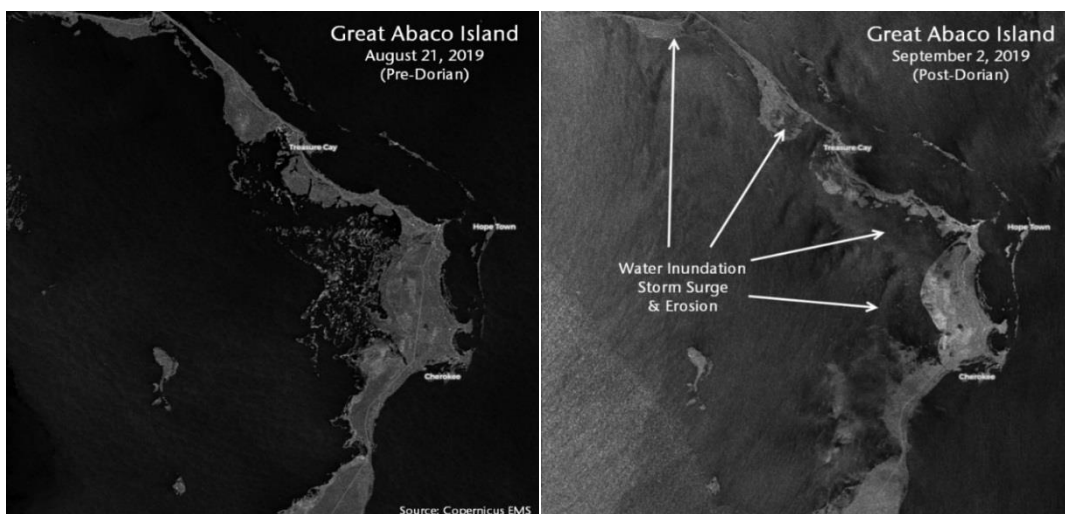 Great Abaco Island
August 21, 2019
(Pre-Dorian)
Treasure Cay
Hope Town
Cherokee
Source: Copernicus EMS
Great Abaco Island
September 2, 2019
(Post-Dorian)
Treasure Cay
Hope Town
Water Inundation
Storm Surge
& Erosion
Cherokee